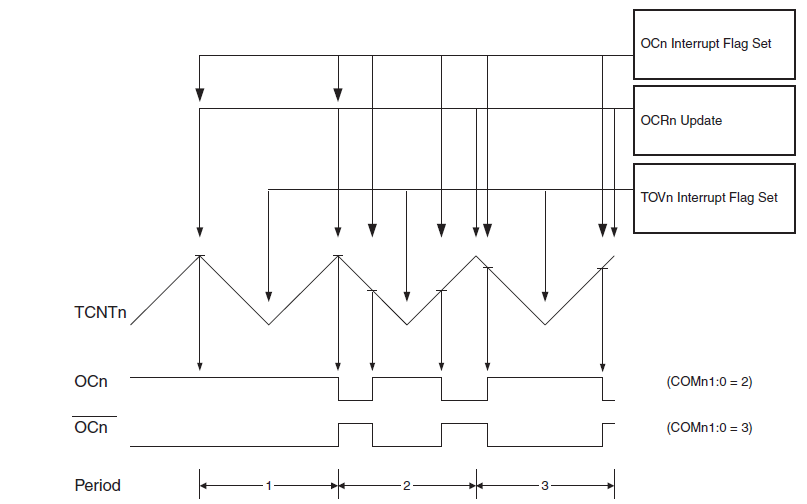 OCn Interrupt Flag Set
OCRn Update
TOVn Interrupt Flag Set
TCNTn
OCn
(COMn1:0 = 2)
OCn
(COMn1:0 = 3)
Period
1
2
3